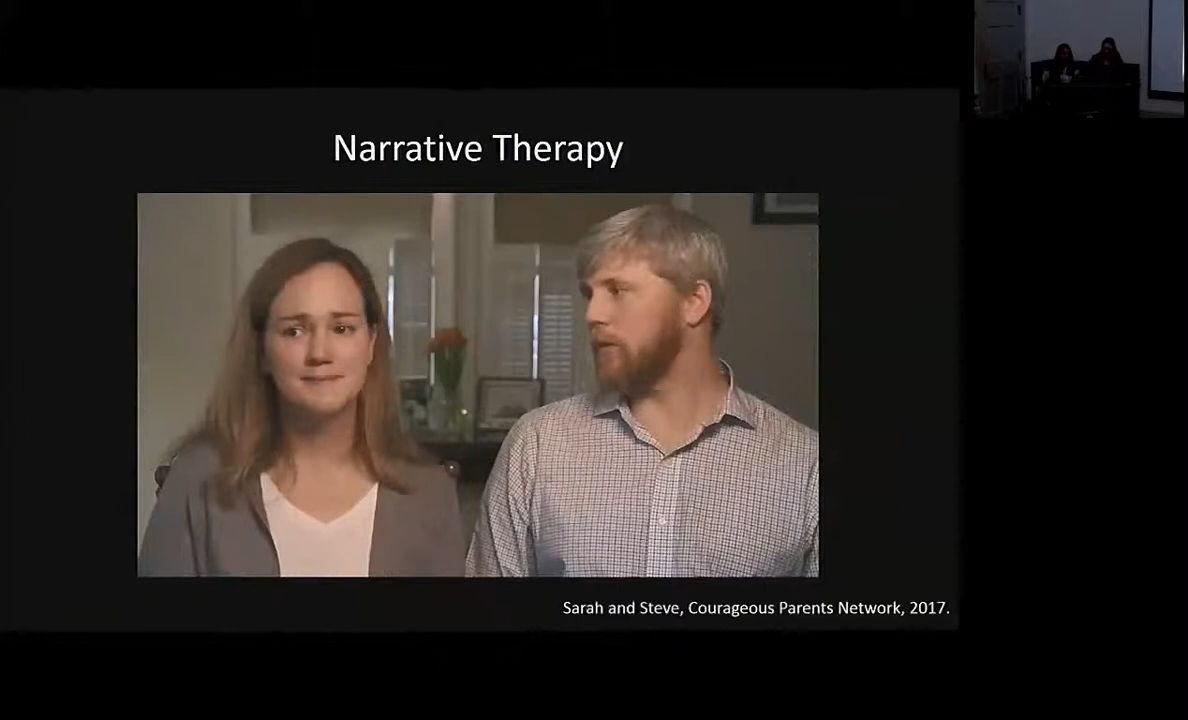 Narrative Therapy
Sarah and Steve, Courageous Parents Network, 2017.